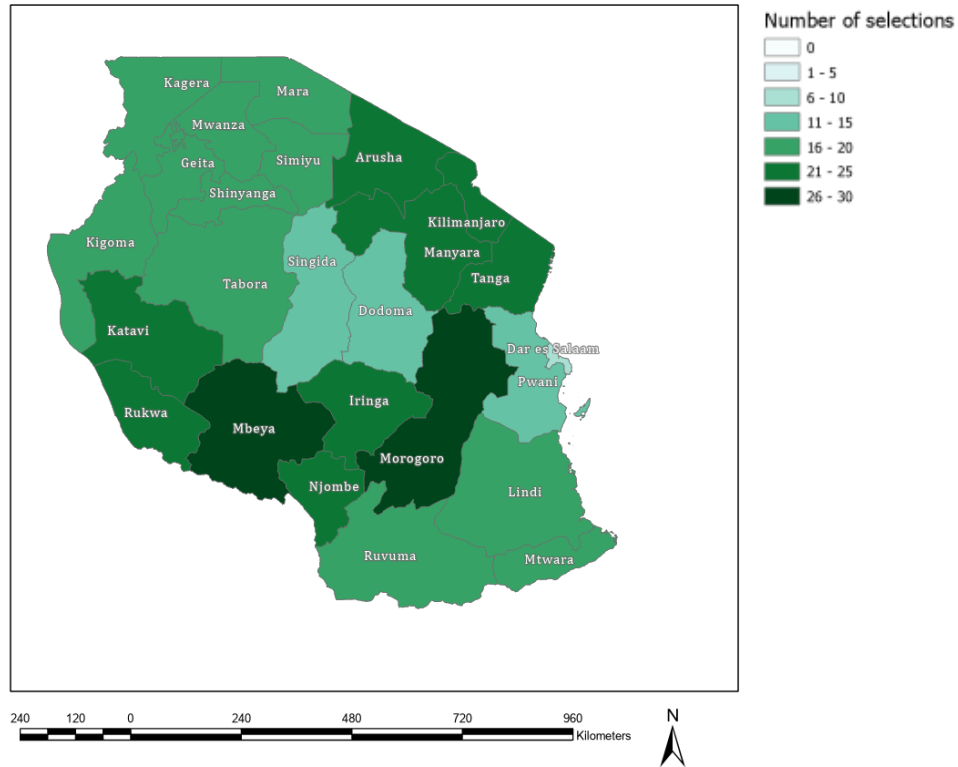 Number of selections
0
1 - 5
6 - 10
11 - 15
16 - 20
21 - 25
26 - 30
Kagera
Mara
Mwanza
Geita
Simiyu
Arusha
Shinyanga
Kilimanjaro
Kigoma
Manyara
Singida
Tabora
Tanga
Dodoma
Katavi
Dar es Salaam
Pwani
Iringa
Rukwa
Mbeya
Morogoro
Njombe
Lindi
Ruvuma
Mtwara
240 120 0 240 480 720 960
Kilometers
N